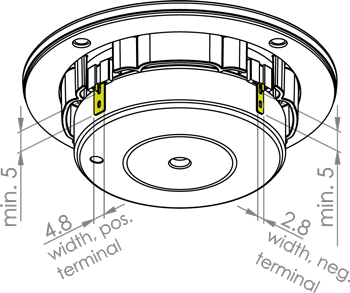 min. 5
4.8
width, pos.
terminal
min. 5
2.8
width, neg.
terminal